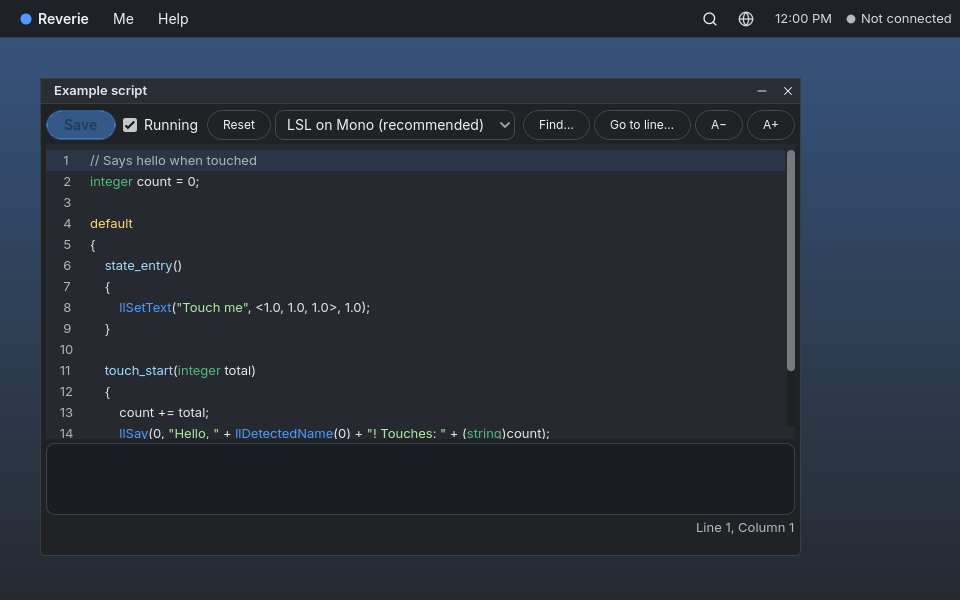 Reverie Me Help 12:00 PM Not connected
Example script
Save Running Reset LSL on Mono (recommended) Find... Go to line... A− A+
1 // Says hello when touched
2 integer count = 0;
3
4 default
5 {
6 state_entry()
7 {
8 llSetText("Touch me", <1.0, 1.0, 1.0>, 1.0);
9 }
10
11 touch_start(integer total)
12 {
13 count += total;
14 llSay(0, "Hello, " + llDetectedName(0) + "! Touches: " + (string)count);
Line 1, Column 1